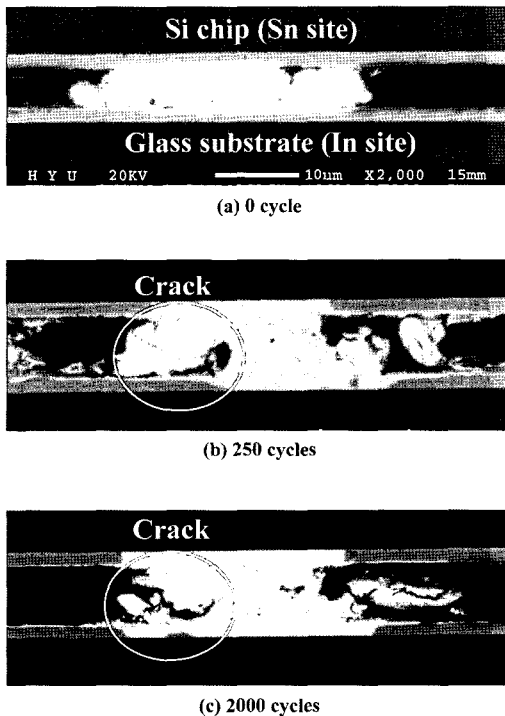 Si chip (Sn site)
Glass substrate (In site)
H Y U 20KV 10um X2,000 15mm
(a) 0 cycle
Crack
(b) 250 cycles
Crack
(c) 2000 cycles